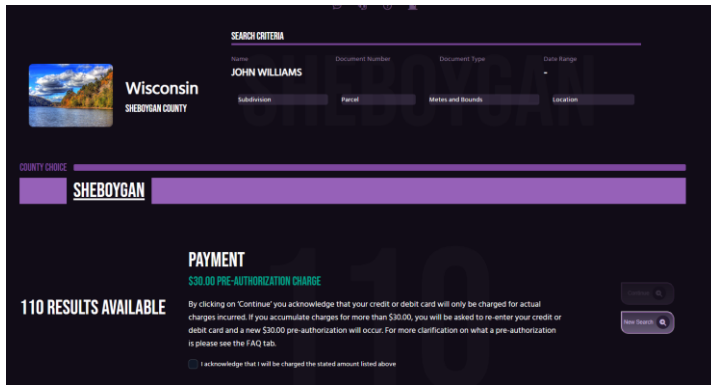 SEARCH CRITERIA
Name Document Number Document Type Date Range
JOHN WILLIAMS -
Wisconsin
SHEBOYGAN COUNTY
Subdivision Parcel Metes and Bounds Location
SHEBOYGAN
COUNTY CHOICE
SHEBOYGAN
PAYMENT
$30.00 PRE-AUTHORIZATION CHARGE
110 RESULTS AVAILABLE
By clicking on 'Continue' you acknowledge that your credit or debit card will only be charged for actual
charges incurred. If you accumulate charges for more than $30.00, you will be asked to re-enter your credit or
debit card and a new $30.00 pre-authorization will occur. For more clarification on what a pre-authorization
is please see the FAQ tab.
Continue
New Search
110
I acknowledge that I will be charged the stated amount listed above